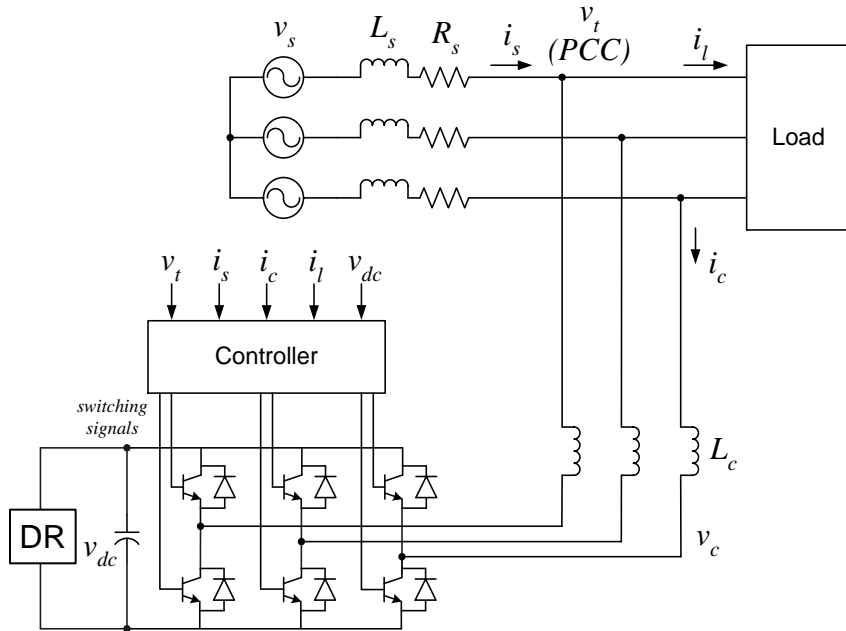 v_s
L_s
R_s
i_s
v_t
(PCC)
i_l
Load
i_c
v_t
i_s
i_c
i_l
v_dc
Controller
switching
signals
DR
v_dc
L_c
v_c